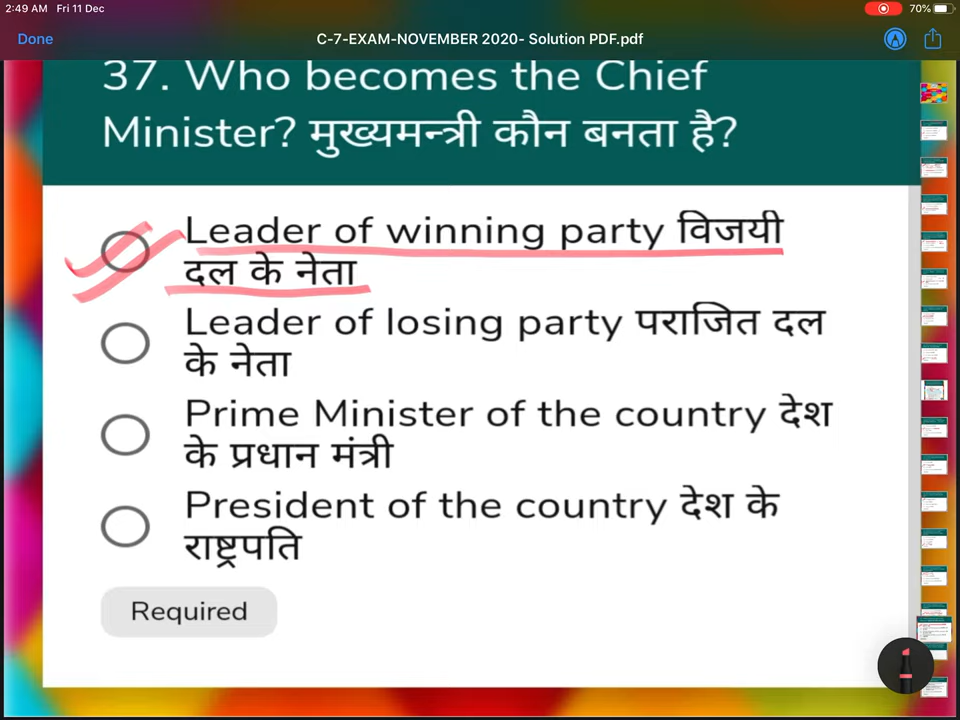 2:49 AM Fri 11 Dec
70%
Done
C-7-EXAM-NOVEMBER 2020- Solution PDF.pdf
37. Who becomes the Chief
Minister? मुख्यमन्त्री कौन बनता है?
Leader of winning party विजयी
दल के नेता
Leader of losing party पराजित दल
के नेता
Prime Minister of the country देश
के प्रधान मंत्री
President of the country देश के
राष्ट्रपति
Required